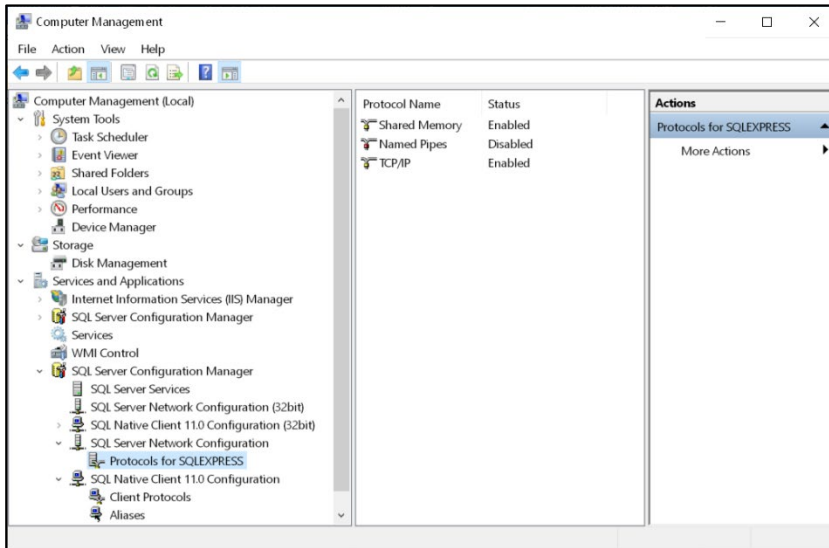 Computer Management
File Action View Help
Computer Management (Local)
System Tools
Task Scheduler
Event Viewer
Shared Folders
Local Users and Groups
Performance
Device Manager
Storage
Disk Management
Services and Applications
Internet Information Services (IIS) Manager
SQL Server Configuration Manager
Services
WMI Control
SQL Server Configuration Manager
SQL Server Services
SQL Server Network Configuration (32bit)
SQL Native Client 11.0 Configuration (32bit)
SQL Server Network Configuration
Protocols for SQLEXPRESS
SQL Native Client 11.0 Configuration
Client Protocols
Aliases
Protocol Name Status
Shared Memory Enabled
Named Pipes Disabled
TCP/IP Enabled
Actions
Protocols for SQLEXPRESS
More Actions